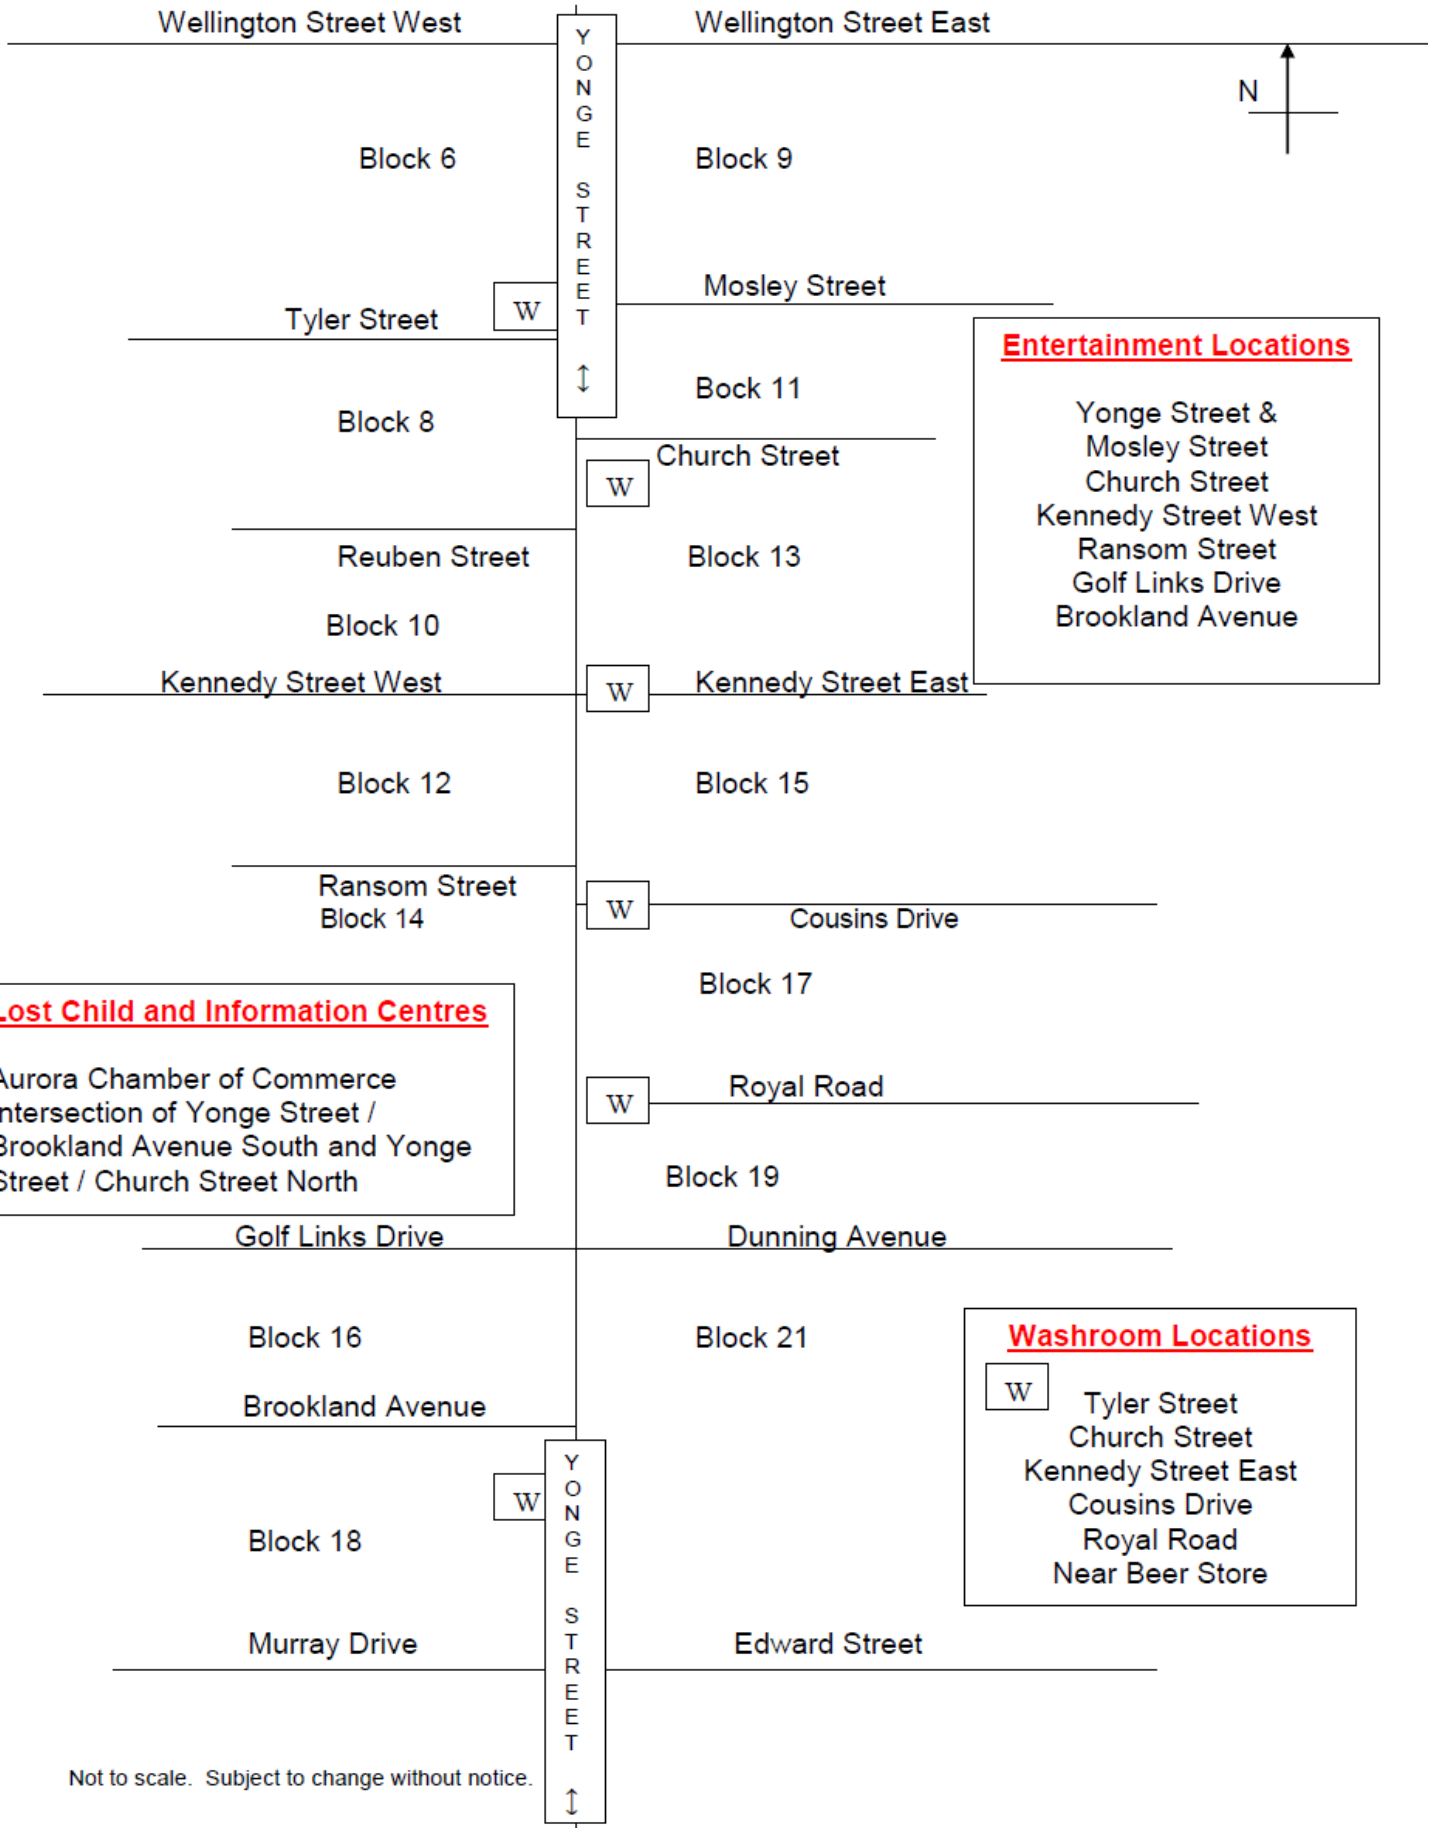 Wellington Street West
Wellington Street East
YONGE STREET ↕
N
Block 6
Block 9
Mosley Street
W
Tyler Street
Entertainment Locations
Yonge Street &
Mosley Street
Church Street
Kennedy Street West
Ransom Street
Golf Links Drive
Brookland Avenue
Bock 11
Block 8
Church Street
W
Reuben Street
Block 13
Block 10
Kennedy Street West
W
Kennedy Street East
Block 12
Block 15
Ransom Street
Block 14
W
Cousins Drive
Block 17
Lost Child and Information Centres
Aurora Chamber of Commerce
Intersection of Yonge Street /
Brookland Avenue South and Yonge
Street / Church Street North
W
Royal Road
Block 19
Golf Links Drive
Dunning Avenue
Block 16
Block 21
Washroom Locations
W
Tyler Street
Church Street
Kennedy Street East
Cousins Drive
Royal Road
Near Beer Store
Brookland Avenue
YONGE STREET ↕
W
Block 18
Murray Drive
Edward Street
Not to scale. Subject to change without notice.